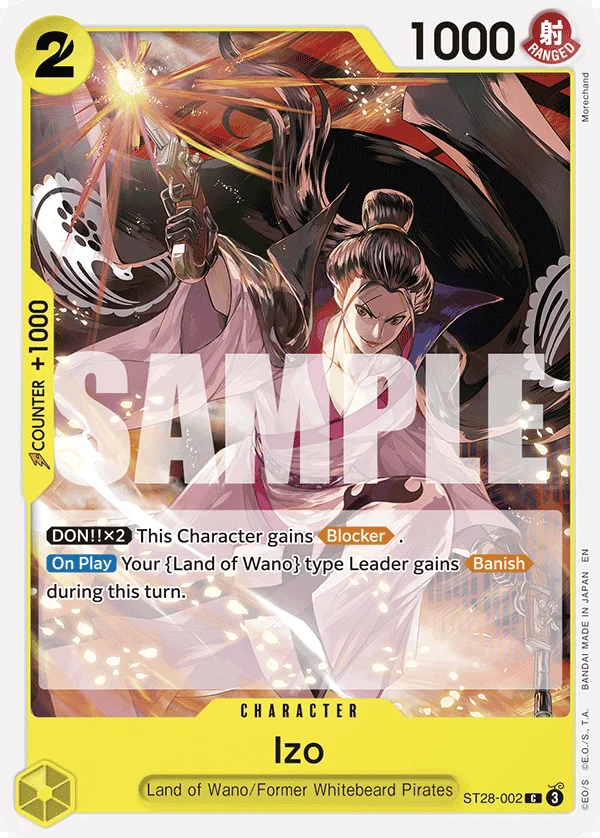 2
1000
射
RANGED
Morechand
COUNTER +1000
SAMPLE
DON!!×2 This Character gains Blocker .
On Play Your {Land of Wano} type Leader gains Banish
during this turn.
©E.O/S ©E.O./S., T.A. BANDAI MADE IN JAPAN EN
CHARACTER
Izo
Land of Wano/Former Whitebeard Pirates
ST28-002 C 3